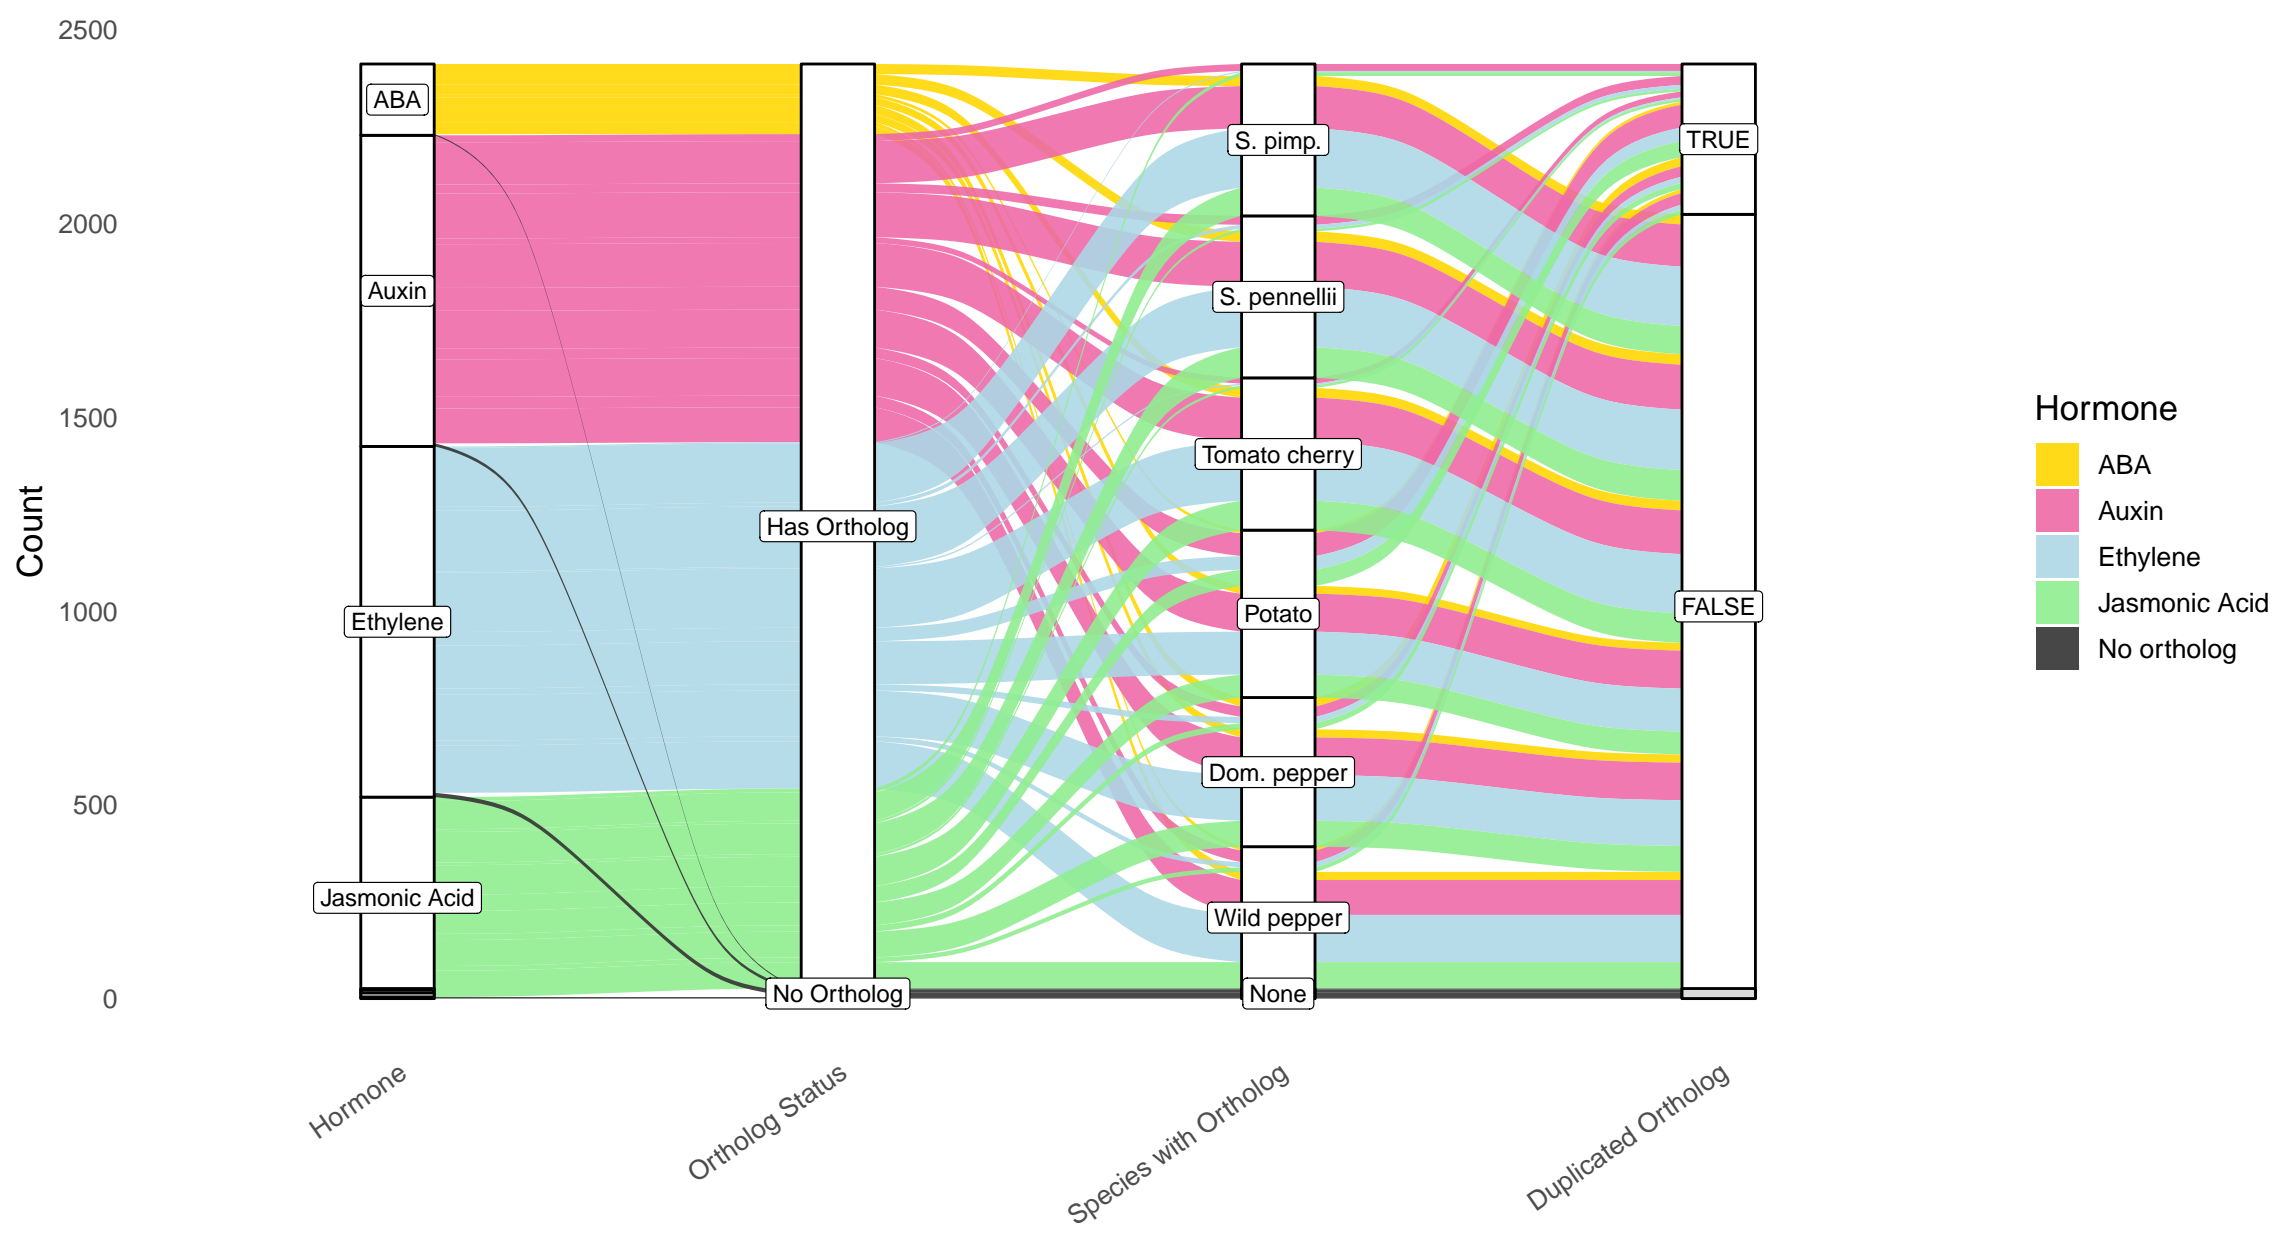 2500
2000
1500
1000
500
0
Count
ABA
Auxin
Ethylene
Jasmonic Acid
Has Ortholog
No Ortholog
S. pimp.
S. pennellii
Tomato cherry
Potato
Dom. pepper
Wild pepper
None
TRUE
FALSE
Hormone
Ortholog Status
Species with Ortholog
Duplicated Ortholog
Hormone
ABA
Auxin
Ethylene
Jasmonic Acid
No ortholog